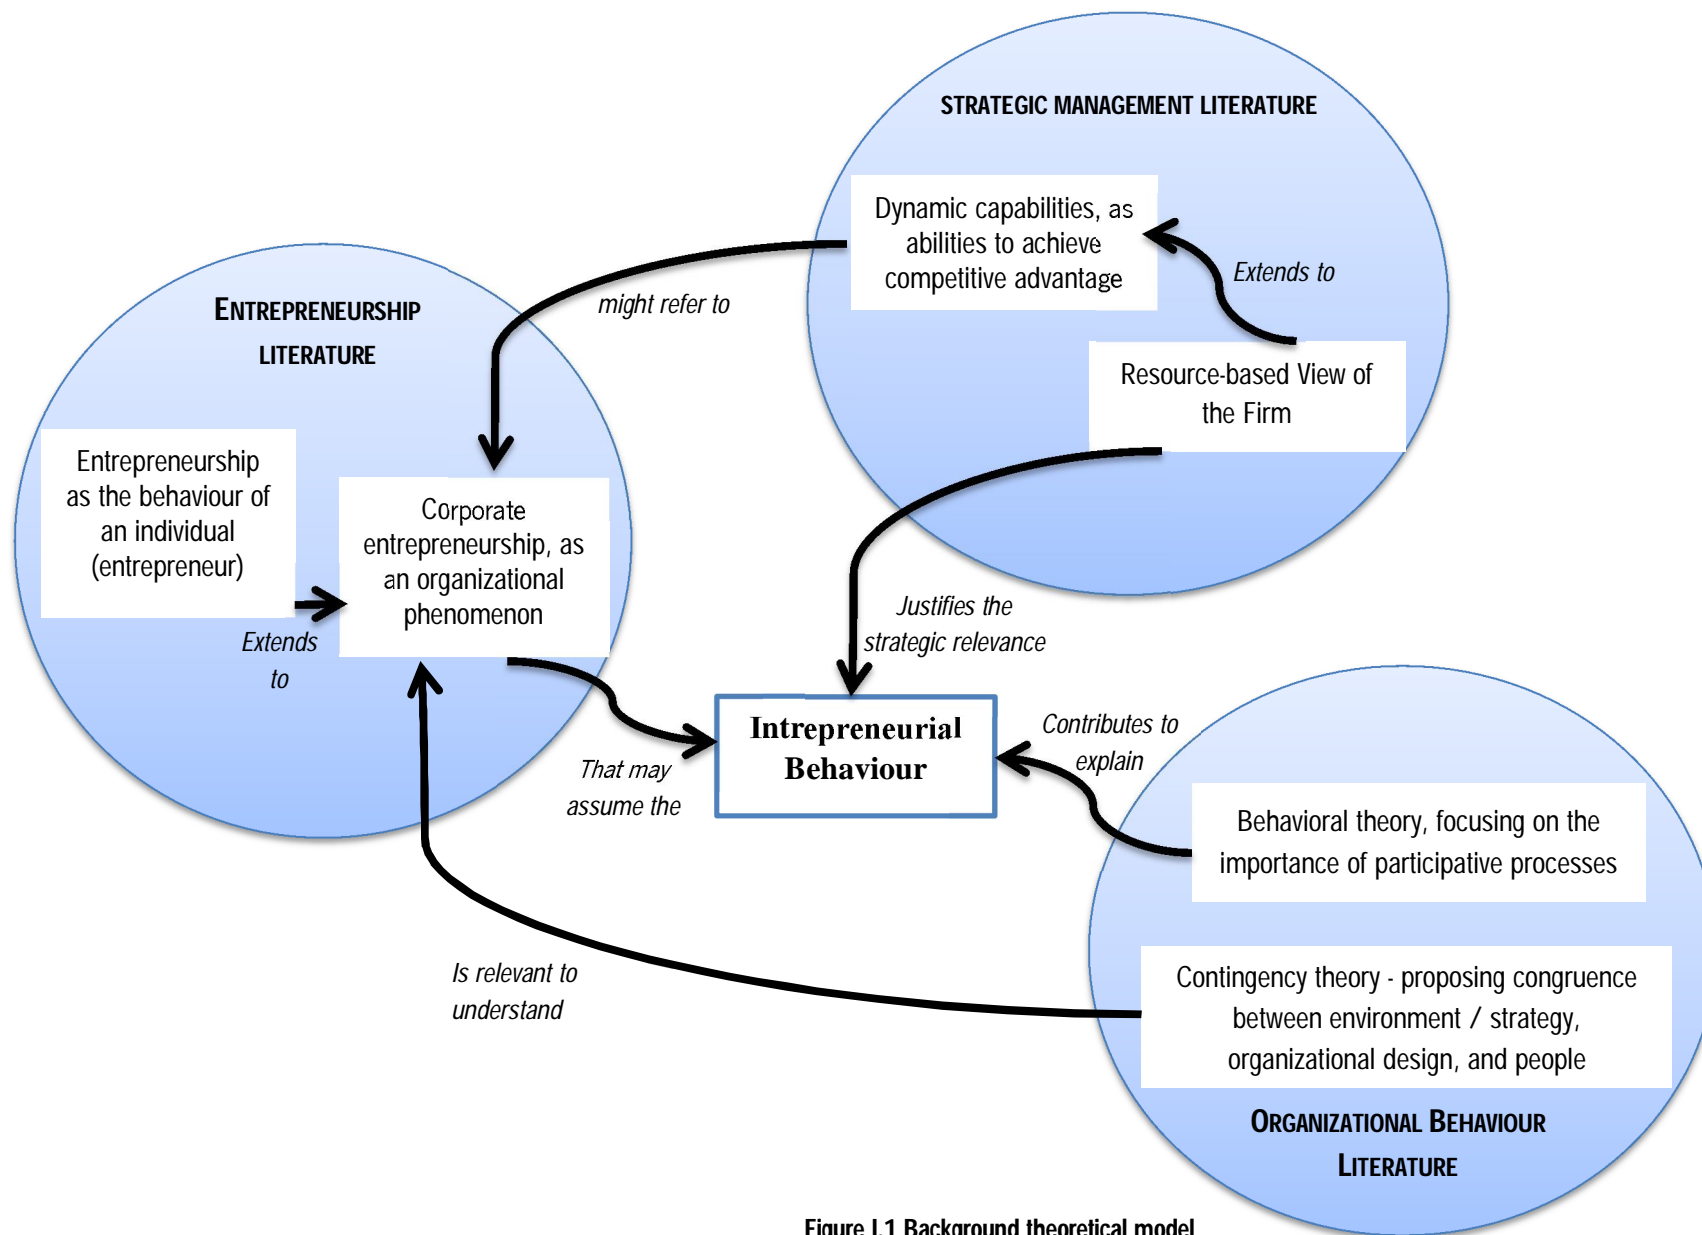 STRATEGIC MANAGEMENT LITERATURE
Dynamic capabilities, as
abilities to achieve
competitive advantage
Extends to
Resource-based View of
the Firm
might refer to
ENTREPRENEURSHIP
LITERATURE
Entrepreneurship
as the behaviour of
an individual
(entrepreneur)
Extends
to
Corporate
entrepreneurship, as
an organizational
phenomenon
Justifies the
strategic relevance
That may
assume the
Intrepreneurial
Behaviour
Contributes to
explain
Behavioral theory, focusing on the
importance of participative processes
Is relevant to
understand
Contingency theory - proposing congruence
between environment / strategy,
organizational design, and people
ORGANIZATIONAL BEHAVIOUR
LITERATURE
Figure I.1 Background theoretical model